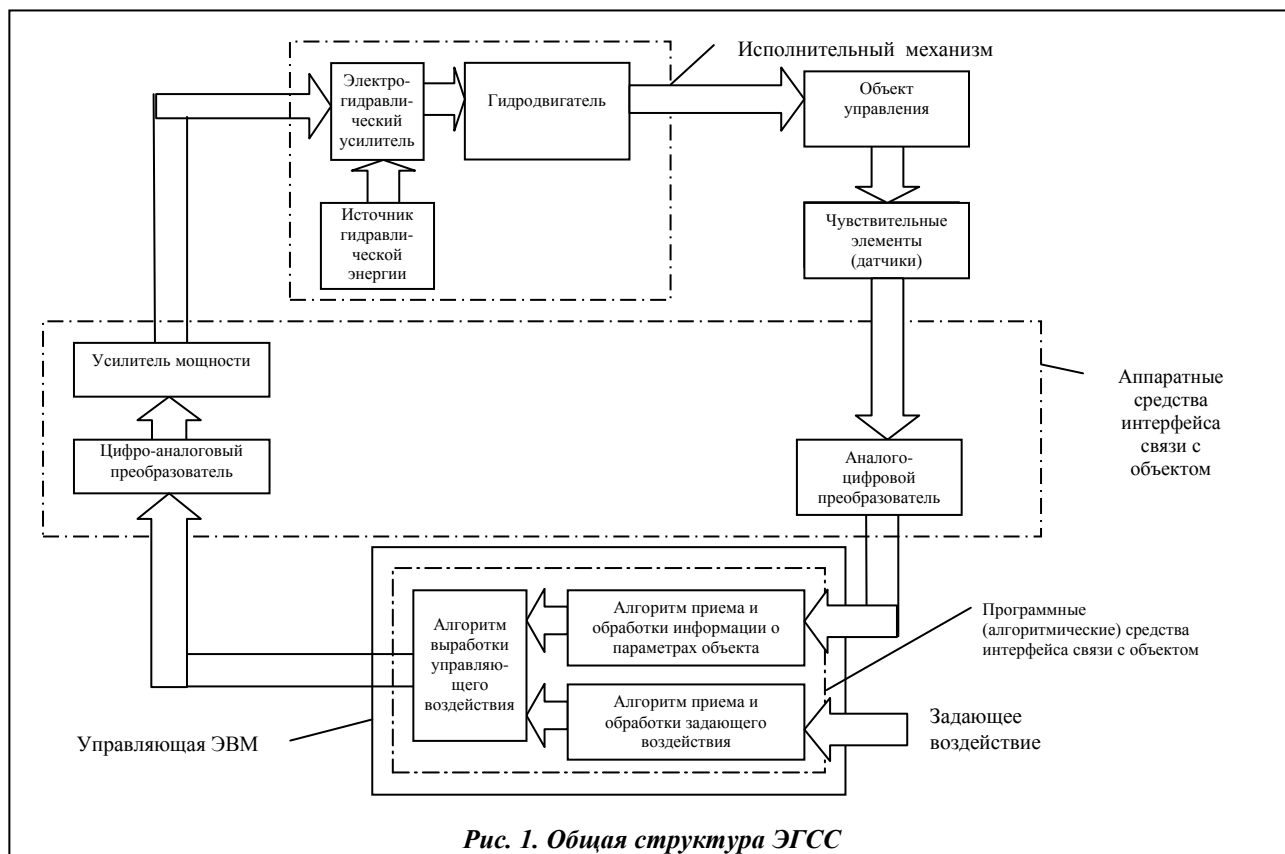 Исполнительный механизм
Электро-
гидравли-
ческий
усилитель
Гидродвигатель
Объект
управления
Источник
гидравли-
ческой
энергии
Чувствительные
элементы
(датчики)
Усилитель мощности
Аппаратные
средства
интерфейса
связи с
объектом
Цифро-аналоговый
преобразователь
Аналого-
цифровой
преобразователь
Алгоритм
выработки
управляю-
щего
воздействия
Алгоритм приема и
обработки информации о
параметрах объекта
Программные
(алгоритмические) средства
интерфейса связи с объектом
Алгоритм приема и
обработки задающего
воздействия
Задающее
воздействие
Управляющая ЭВМ
Рис. 1. Общая структура ЭГСС